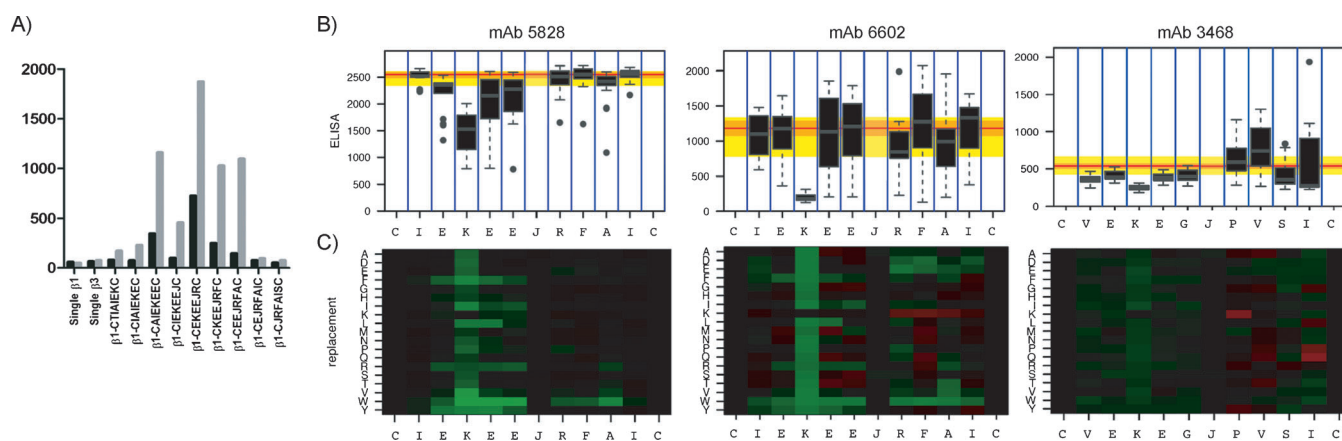 A)
2000
1500
1000
500
0
Single β1
Single β3
β1-CTIAIEKC
β1-CIAIEKEC
β1-CAIEKEEC
β1-CIEKEEJC
β1-CEKEEJRC
β1-CKEEJRFC
β1-CEEJRFAC
β1-CEJRFAIC
β1-CJRFAISC
B)
mAb 5828
mAb 6602
mAb 3468
ELISA
2500
2000
1500
1000
500
0
C I E K E E J R F A I C
2000
1500
1000
500
0
C I E K E E J R F A I C
2000
1500
1000
500
0
C V E K E G J P V S I C
C)
replacement
A
D
E
F
G
H
I
K
L
M
N
P
Q
R
S
T
V
W
Y
C I E K E E J R F A I C
A
D
E
F
G
H
I
K
L
M
N
P
Q
R
S
T
V
W
Y
C I E K E E J R F A I C
A
D
E
F
G
H
I
K
L
M
N
P
Q
R
S
T
V
W
Y
C V E K E G J P V S I C